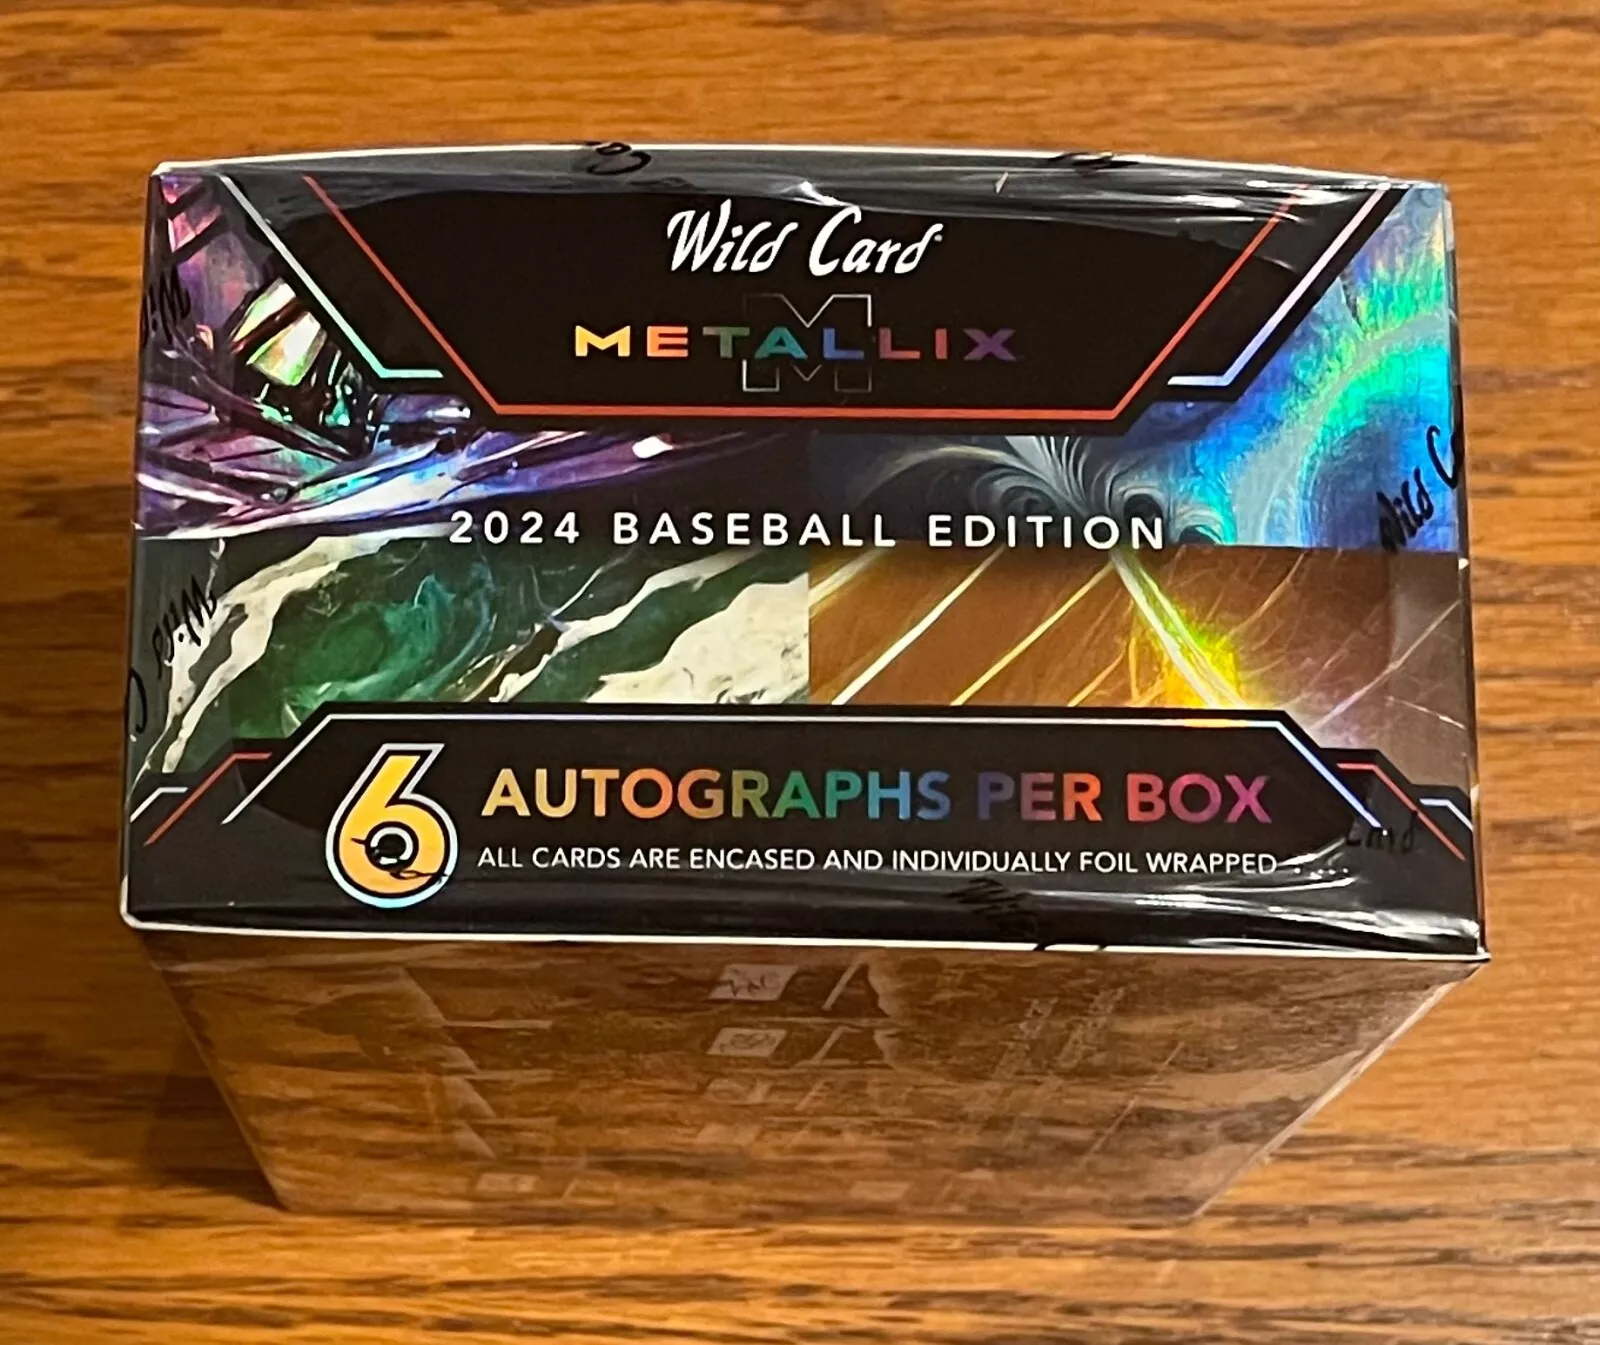 Wild Card
METALLIX
2024 BASEBALL EDITION
6 AUTOGRAPHS PER BOX
ALL CARDS ARE ENCASED AND INDIVIDUALLY FOIL WRAPPED